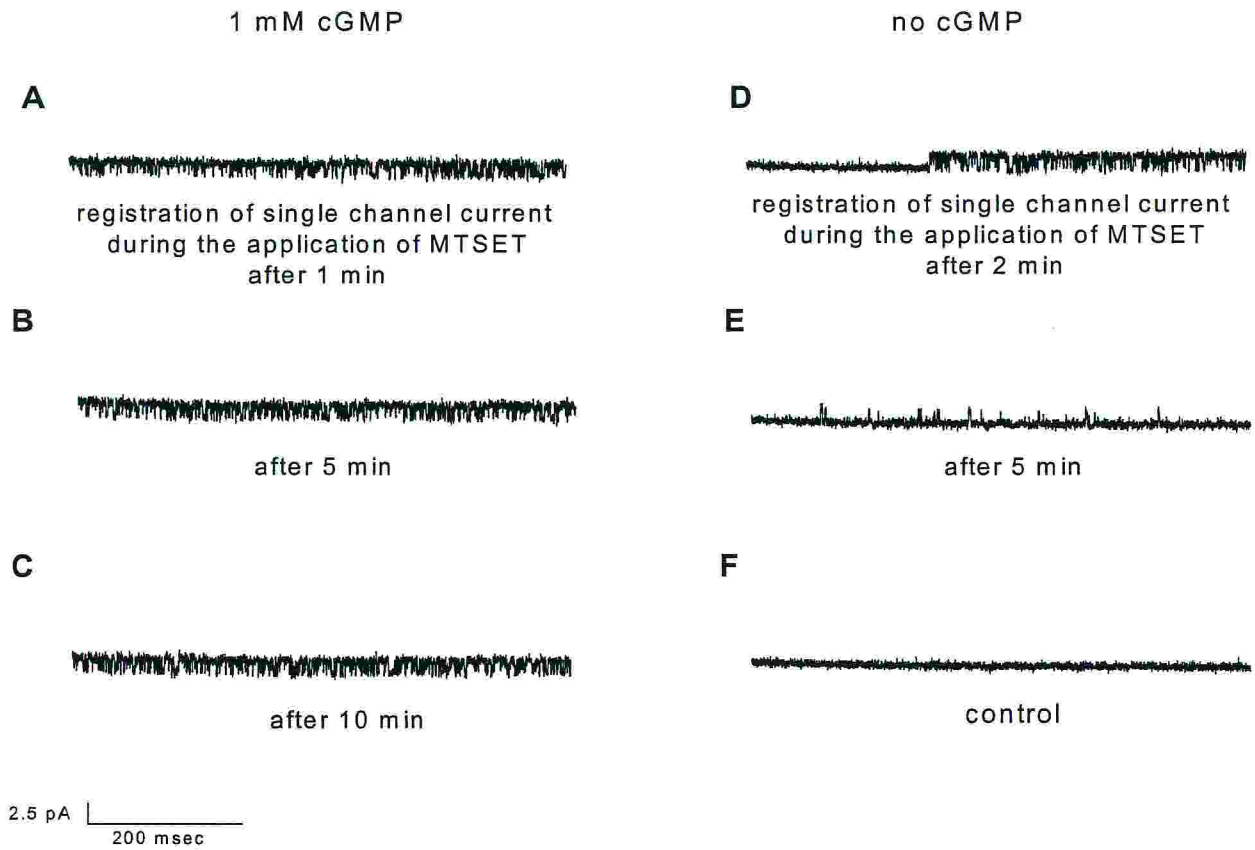 1 mM cGMP
no cGMP
A
registration of single channel current
during the application of MTSET
after 1 min
D
registration of single channel current
during the application of MTSET
after 2 min
B
after 5 min
E
after 5 min
C
after 10 min
F
control
2.5 pA
200 msec